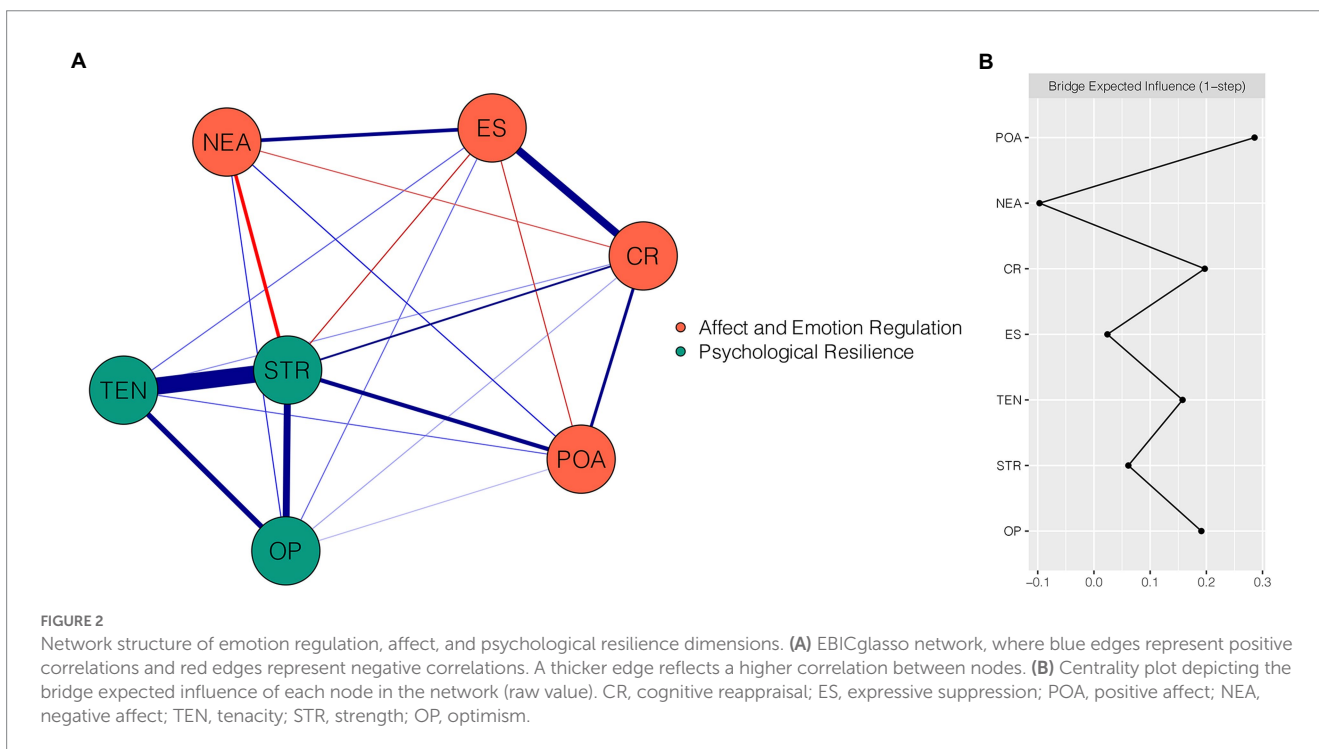 A
B
Bridge Expected Influence (1−step)
NEA
ES
CR
STR
TEN
POA
OP
Affect and Emotion Regulation
Psychological Resilience
POA
NEA
CR
ES
TEN
STR
OP
−0.1 0.0 0.1 0.2 0.3
FIGURE 2
Network structure of emotion regulation, affect, and psychological resilience dimensions. (A) EBICglasso network, where blue edges represent positive
correlations and red edges represent negative correlations. A thicker edge reflects a higher correlation between nodes. (B) Centrality plot depicting the
bridge expected influence of each node in the network (raw value). CR, cognitive reappraisal; ES, expressive suppression; POA, positive affect; NEA,
negative affect; TEN, tenacity; STR, strength; OP, optimism.